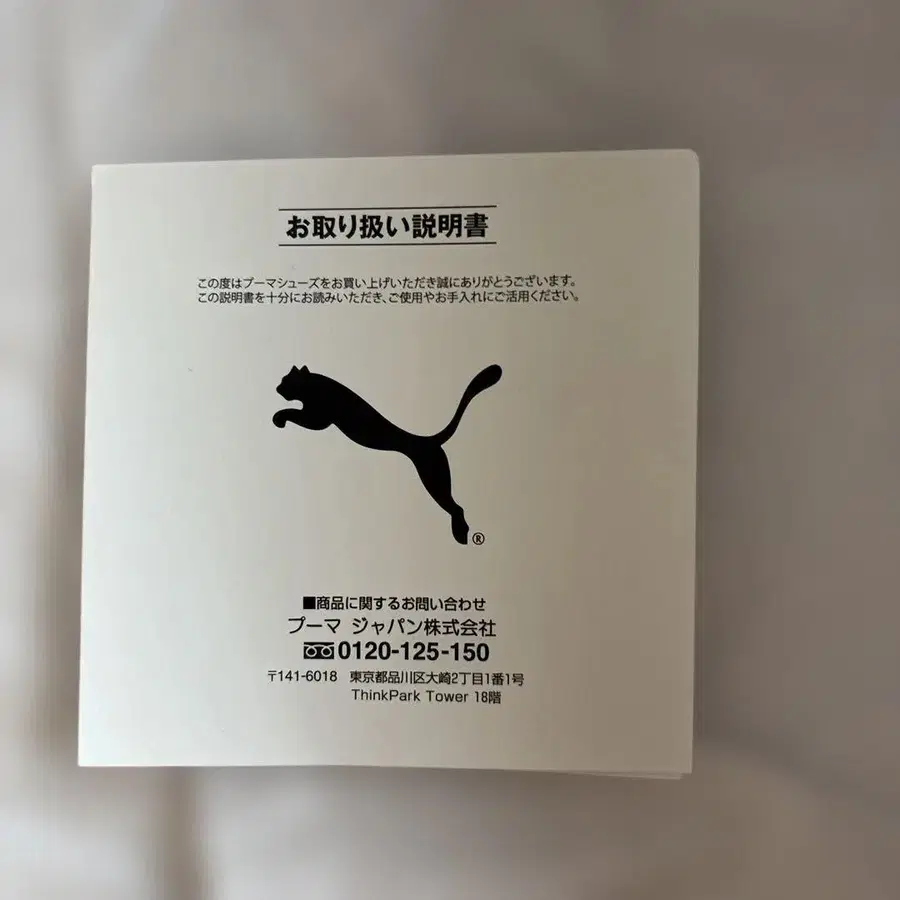 お取り扱い説明書
この度はプーマシューズをお買い上げいただき誠にありがとうございます。
この説明書を十分にお読みいただき、ご使用やお手入れにご活用ください。
®
■商品に関するお問い合わせ
プーマ ジャパン株式会社
0120-125-150
〒141-6018 東京都品川区大崎2丁目1番1号
ThinkPark Tower 18階